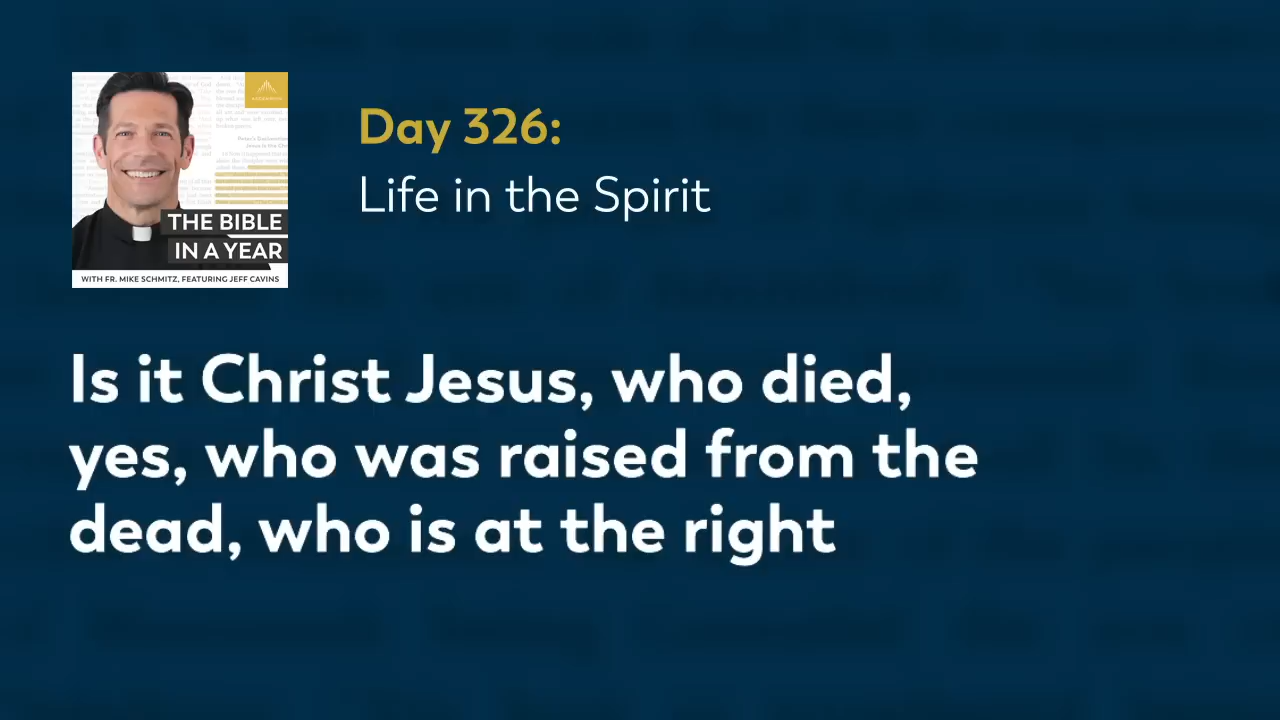 Day 326:
Life in the Spirit
THE BIBLE
IN A YEAR
WITH FR. MIKE SCHMITZ, FEATURING JEFF CAVINS
Is it Christ Jesus, who died,
yes, who was raised from the
dead, who is at the right